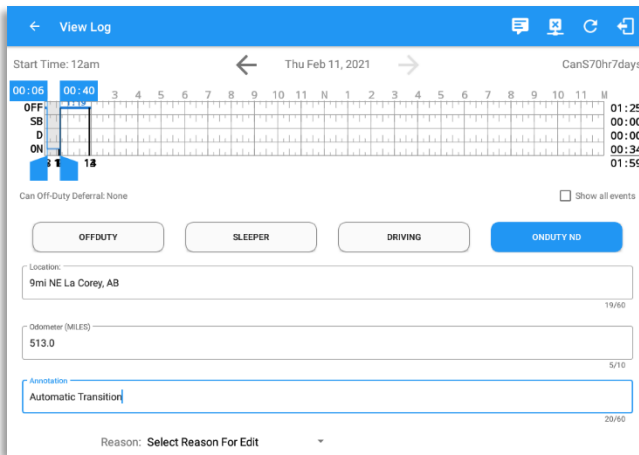 View Log
Start Time: 12am
Thu Feb 11, 2021
CanS70hr7days
00:06 00:40 3 4 5 6 7 8 9 10 11 N 1 2 3 4 5 6 7 8 9 10 11 M
OFF 1:19 01:25
SB 00:00
D 00:00
ON 00:34
01:59
Can Off-Duty Deferral: None
Show all events
OFFDUTY SLEEPER DRIVING ONDUTY ND
Location:
9mi NE La Corey, AB
19/60
Odometer (MILES)
513.0
5/10
Annotation
Automatic Transition
20/60
Reason: Select Reason For Edit